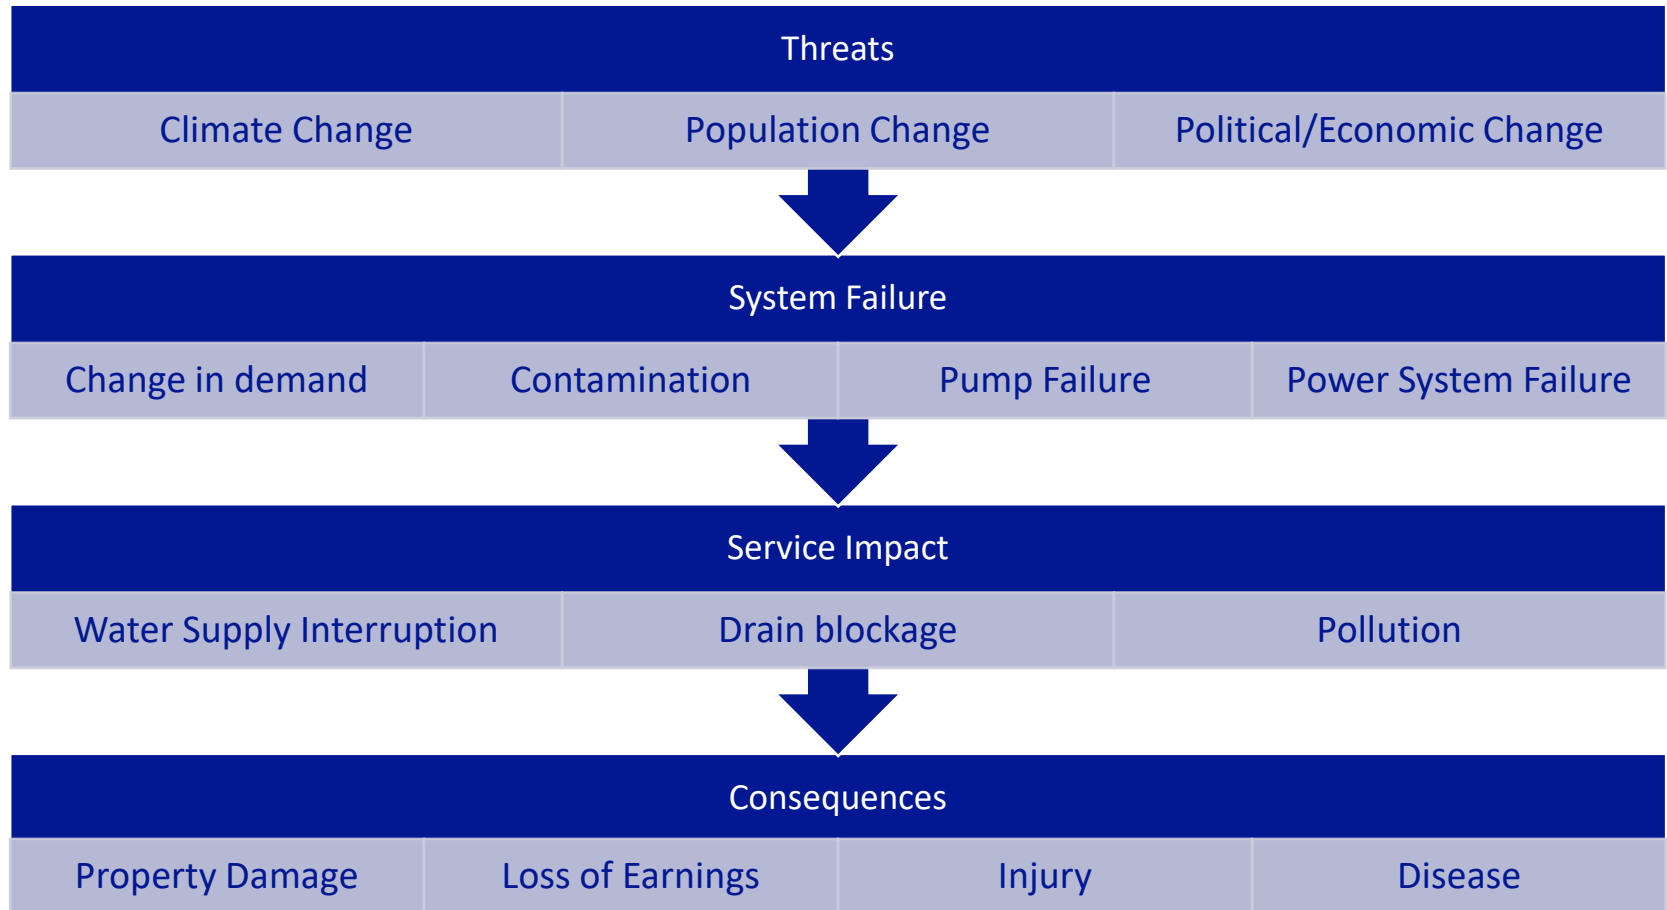 Threats
Climate Change
Population Change
Political/Economic Change
System Failure
Change in demand
Contamination
Pump Failure
Power System Failure
Service Impact
Water Supply Interruption
Drain blockage
Pollution
Consequences
Property Damage
Loss of Earnings
Injury
Disease